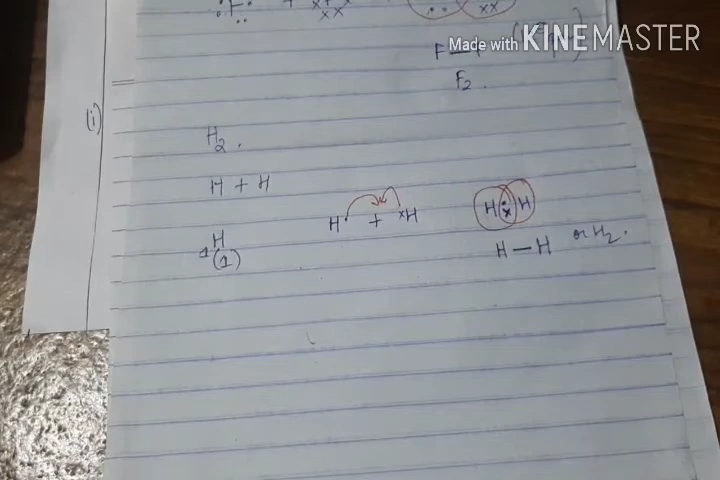 Made with KINEMASTER
F₂.
(i)
H₂.
H + H
H· + ×H
H ·× H
₁H
(1)
H — H or H₂.